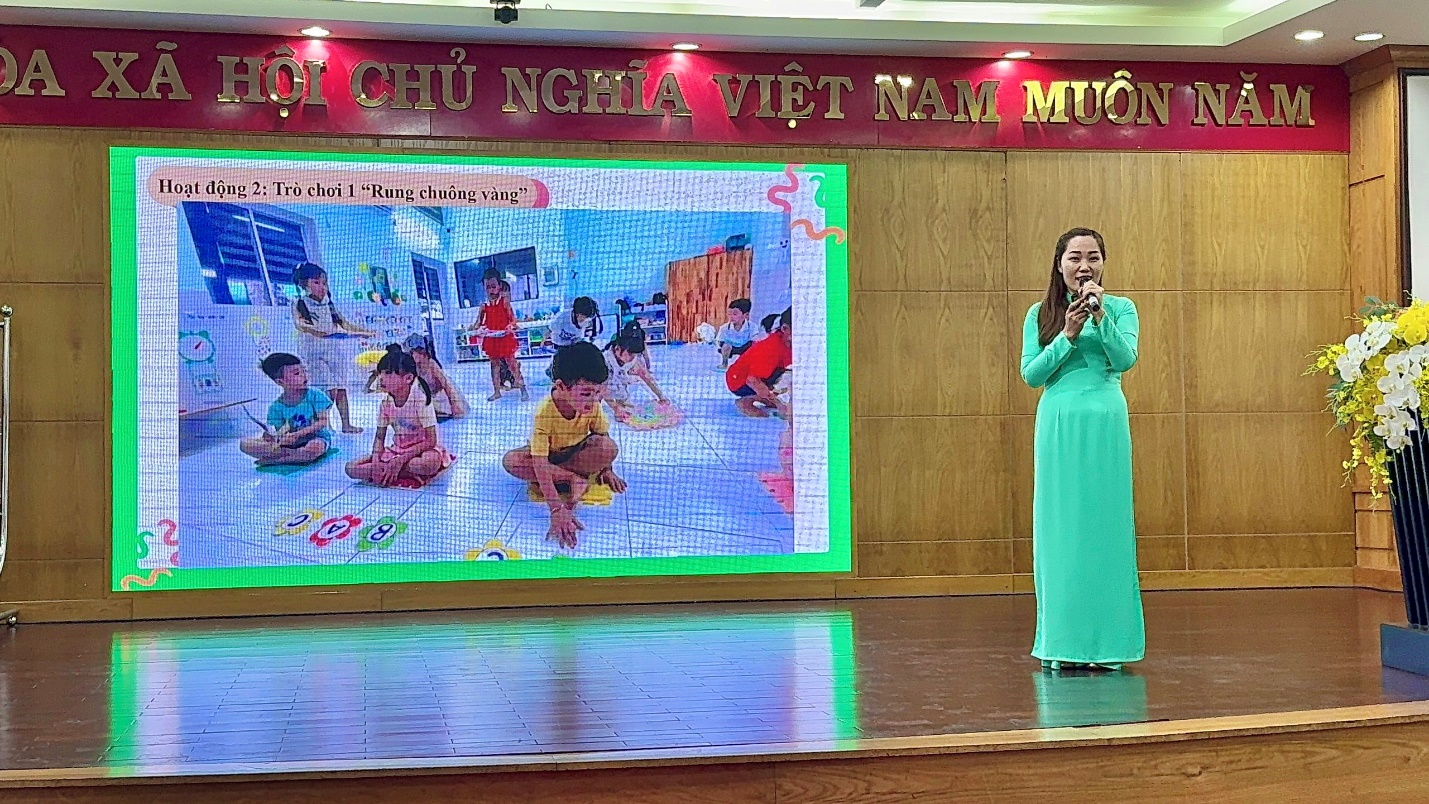 OA XÃ HỘI CHỦ NGHĨA VIỆT NAM MUÔN NĂM
Hoạt động 2: Trò chơi 1 “Rung chuông vàng”
C A B
C